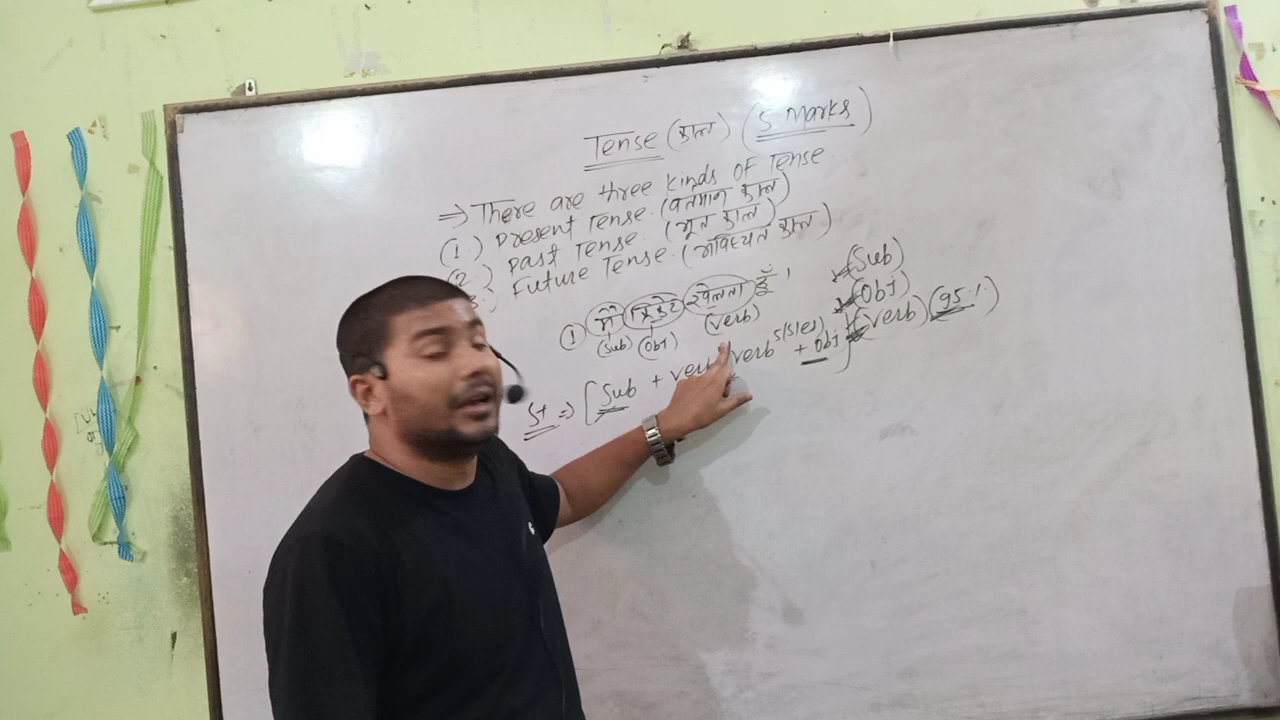 Tense (काल) (5 Marks)
⇒ There are three kinds of Tense
(1.) Present Tense. (वर्तमान काल)
(2.) Past Tense. (भूत काल)
3.) Future Tense. (भविष्यत काल)
① मैं क्रिकेट खेलता हूँ ।
(Sub) (Obj) (verb)
St ⇒ [Sub + verb verb s/es + Obj]
(Sub)
(Obj)
(verb) (95%)